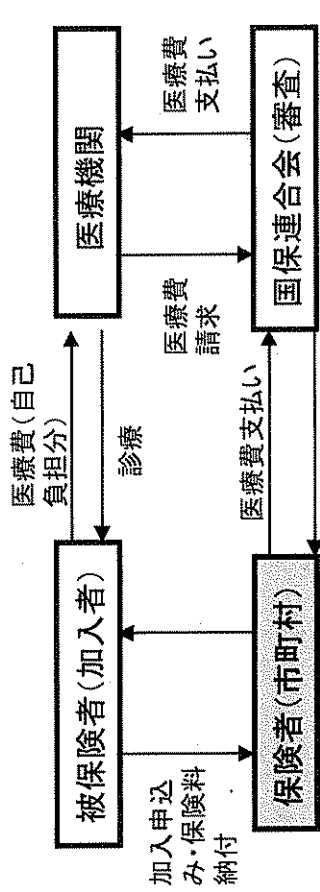 被保険者(加入者)
医療費(自己
負担分)
診療
医療機関
加入申込
み・保険料
納付
医療費
請求
医療費
支払い
保険者(市町村)
医療費支払い
国保連合会(審査)